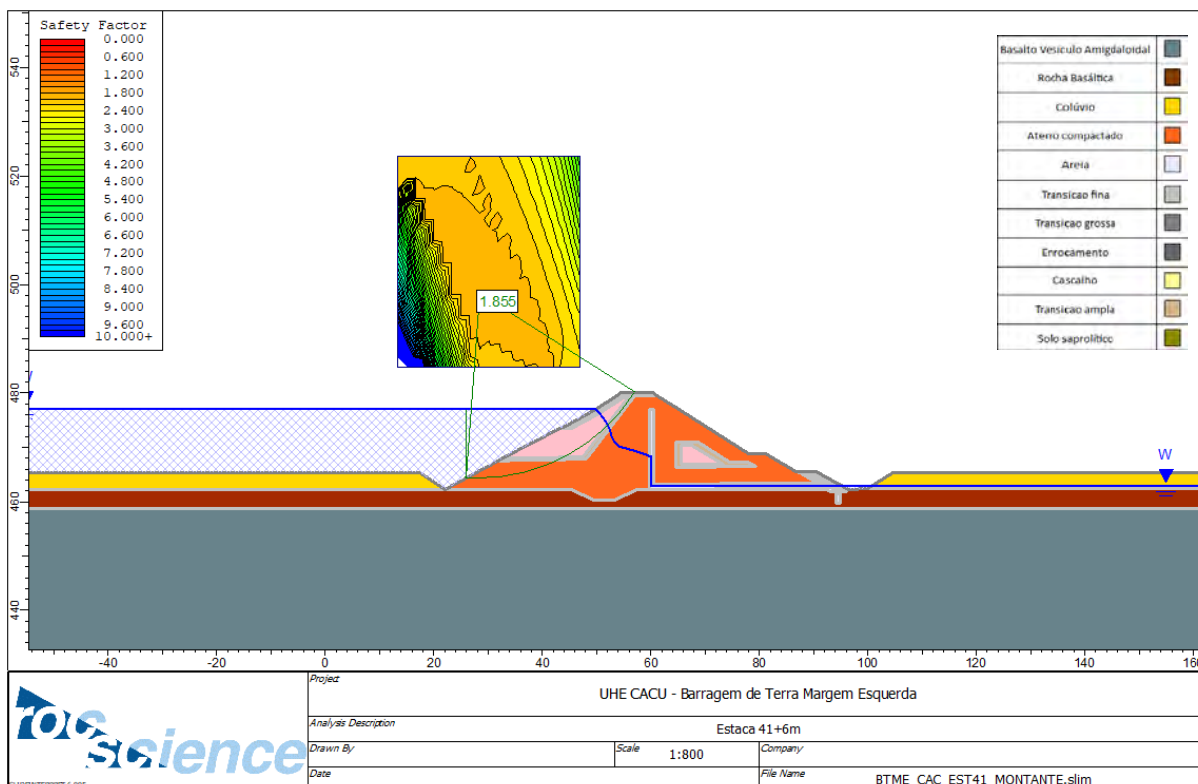 Safety Factor
0.000
0.600
1.200
1.800
2.400
3.000
3.600
4.200
4.800
5.400
6.000
6.600
7.200
7.800
8.400
9.000
9.600
10.000+
Basalto Vesículo Amigdaloidal
Rocha Basáltica
Colúvio
Aterro compactado
Areia
Transicao fina
Transicao grossa
Enrocamento
Cascalho
Transicao ampla
Solo saprolítico
540
520
500
480
460
440
1.855
W
-40 -20 0 20 40 60 80 100 120 140 160
rocscience
Project
UHE CACU - Barragem de Terra Margem Esquerda
Analysis Description
Estaca 41+6m
Drawn By
Scale
1:800
Company
Date
File Name
BTME_CAC_EST41_MONTANTE.slim